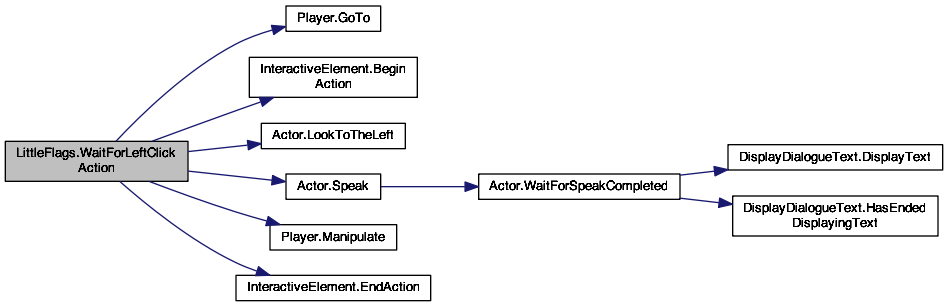 Player.GoTo
InteractiveElement.Begin
Action
Actor.LookToTheLeft
LittleFlags.WaitForLeftClick
Action
Actor.Speak
Actor.WaitForSpeakCompleted
DisplayDialogueText.DisplayText
DisplayDialogueText.HasEnded
DisplayingText
Player.Manipulate
InteractiveElement.EndAction